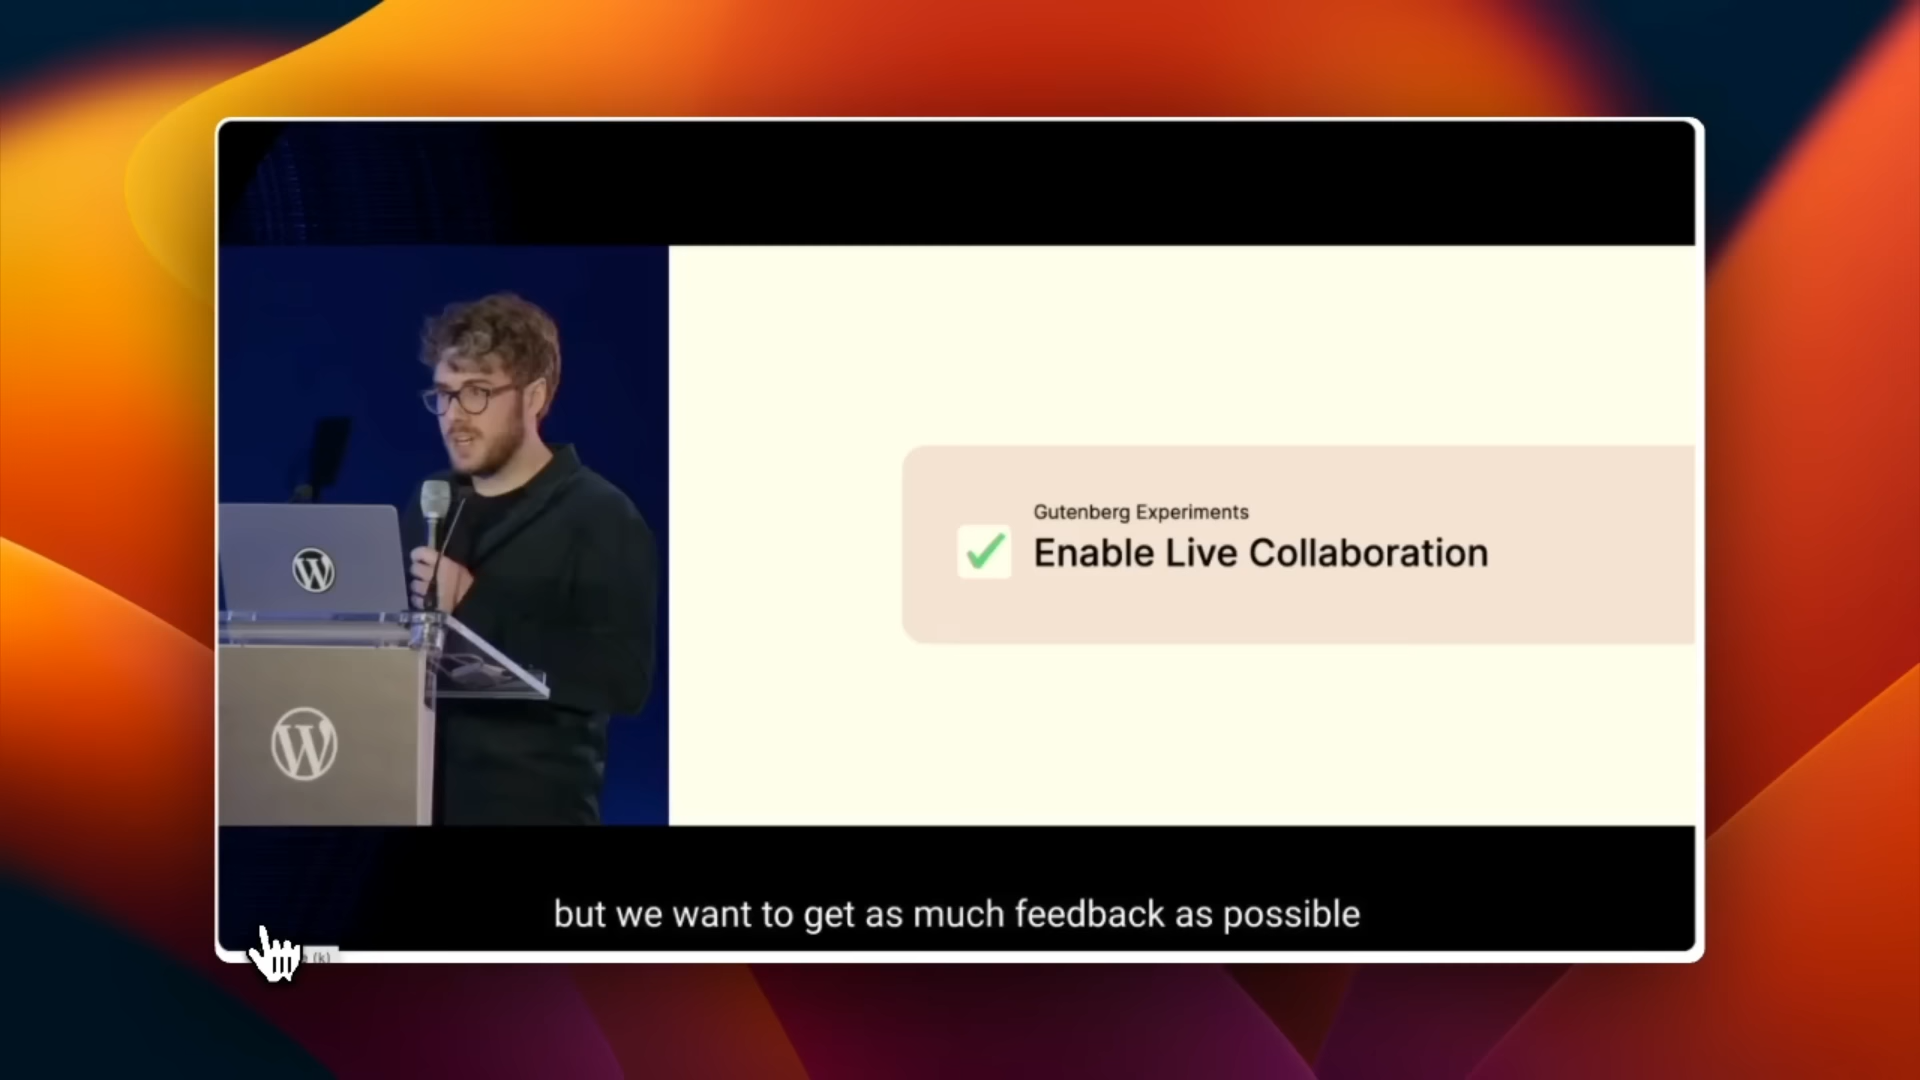 Gutenberg Experiments
Enable Live Collaboration
but we want to get as much feedback as possible
(k)